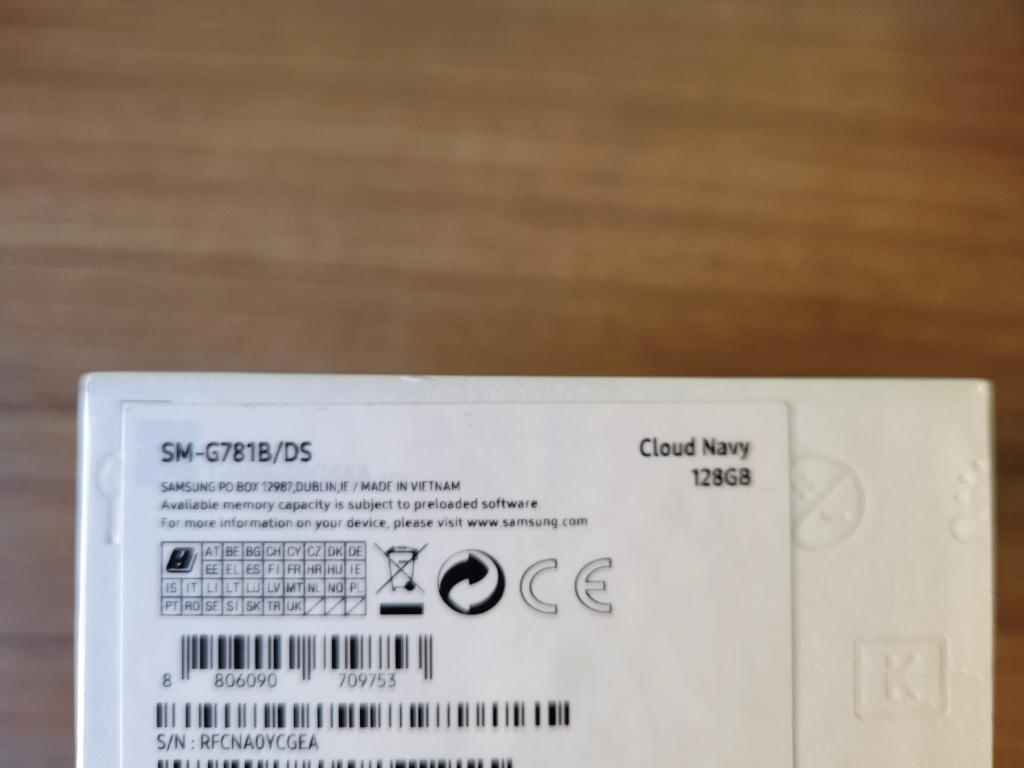 SM-G781B/DS
Cloud Navy
128GB
SAMSUNG PO BOX 12987,DUBLIN,IE / MADE IN VIETNAM
Available memory capacity is subject to preloaded software.
For more information on your device, please visit www.samsung.com
AT BE BG CH CY CZ DK DE
EE EL ES FI FR HR HU IE
IS IT LI LT LU LV MT NL NO PL
PT RO SE SI SK TR UK
CE
8 806090 709753
S/N : RFCNA0YCGEA
K